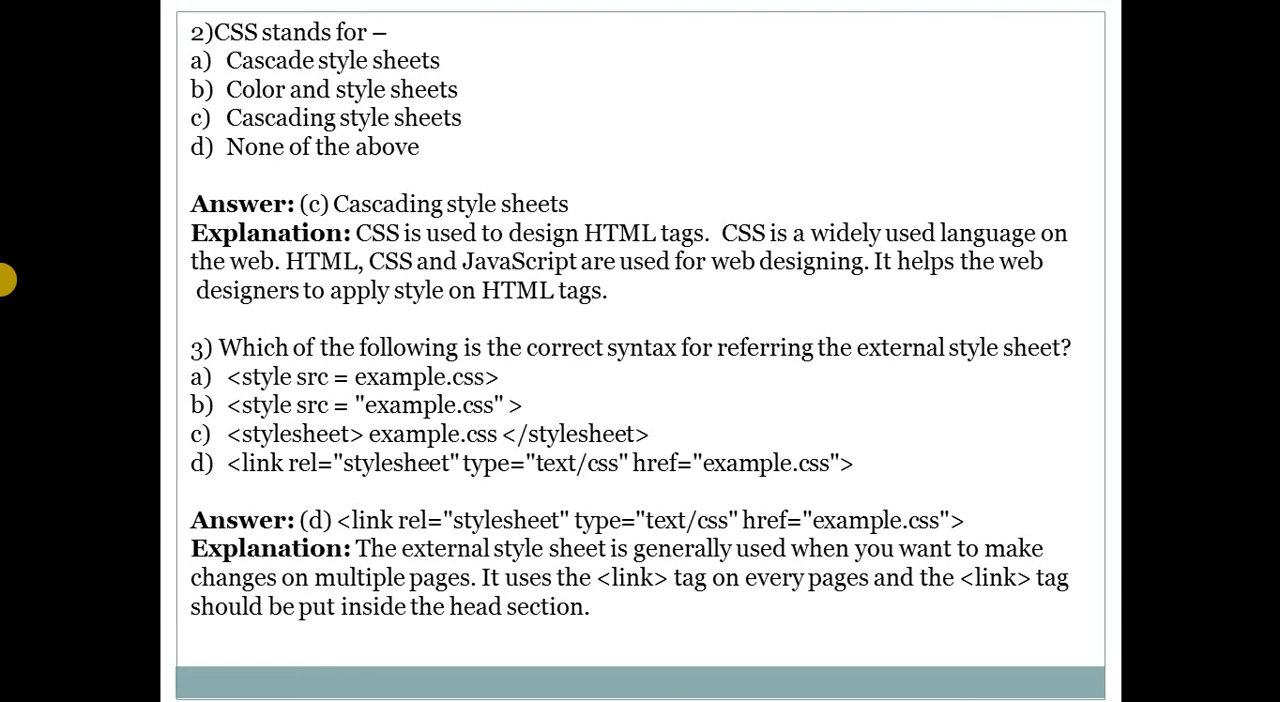 2)CSS stands for –
a) Cascade style sheets
b) Color and style sheets
c) Cascading style sheets
d) None of the above
Answer: (c) Cascading style sheets
Explanation: CSS is used to design HTML tags. CSS is a widely used language on
the web. HTML, CSS and JavaScript are used for web designing. It helps the web
designers to apply style on HTML tags.
3) Which of the following is the correct syntax for referring the external style sheet?
a) <style src = example.css>
b) <style src = "example.css" >
c) <stylesheet> example.css </stylesheet>
d) <link rel="stylesheet" type="text/css" href="example.css">
Answer: (d) <link rel="stylesheet" type="text/css" href="example.css">
Explanation: The external style sheet is generally used when you want to make
changes on multiple pages. It uses the <link> tag on every pages and the <link> tag
should be put inside the head section.